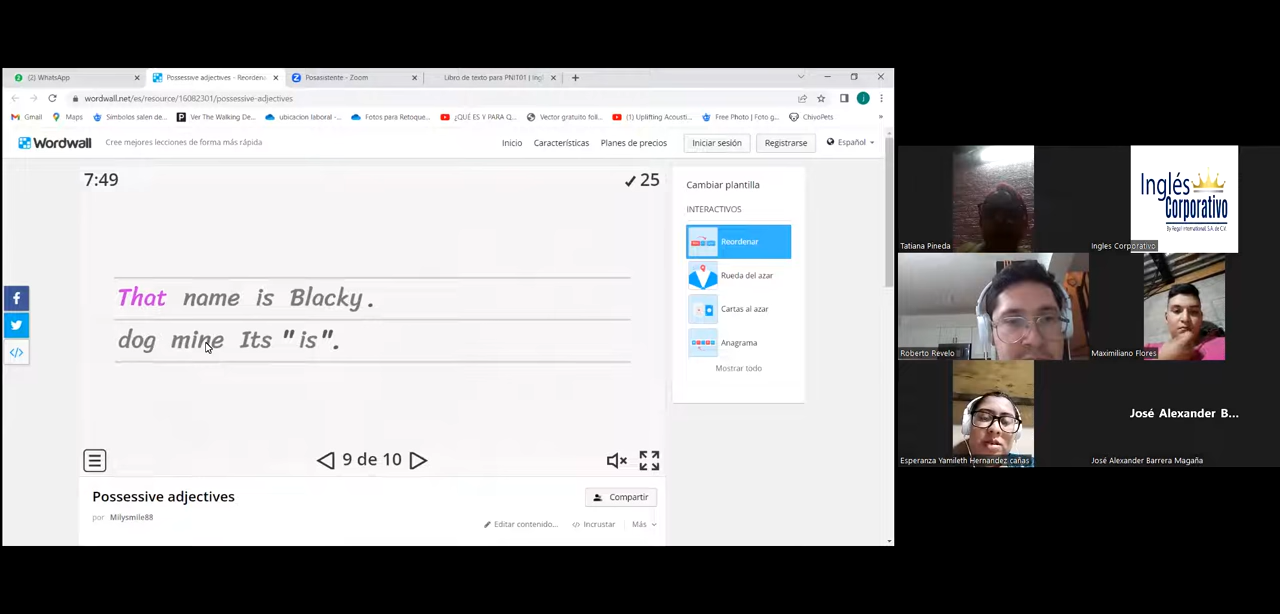 (2) WhatsApp
Possessive adjectives - Reordena
Posasistente - Zoom
Libro de texto para PNIT01 | Ingl
wordwall.net/es/resource/16082301/possessive-adjectives
Gmail
Maps
Simbolos salen de...
Ver The Walking De...
ubicacion laboral -...
Fotos para Retoque...
¿QUÉ ES Y PARA Q...
Vector gratuito foll...
(1) Uplifting Acousti...
Free Photo | Foto g...
ChivoPets
»
Wordwall
Cree mejores lecciones de forma más rápida
Inicio
Características
Planes de precios
Iniciar sesión
Registrarse
Español
7:49
25
That name is Blacky .
dog mine Its " is ".
9 de 10
Cambiar plantilla
INTERACTIVOS
Reordenar
Rueda del azar
Cartas al azar
Anagrama
Mostrar todo
Possessive adjectives
por Milysmile88
Compartir
Editar contenido...
Incrustar
Más
Tatiana Pineda
Inglés
Corporativo
By Regal International S.A. de C.V.
Ingles Corporativo
Roberto Revelo
Maximiliano Flores
Esperanza Yamileth Hernandez cañas
José Alexander B...
José Alexander Barrera Magaña